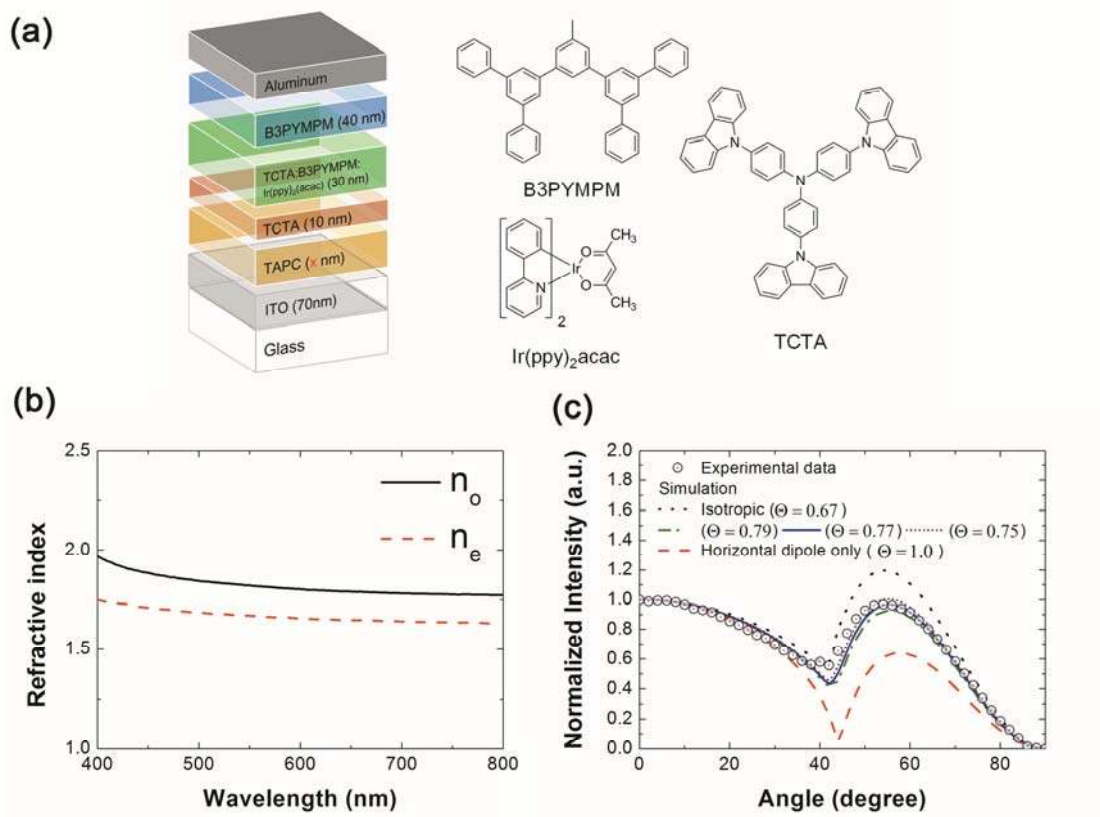 (a)
Aluminum
B3PYMPM (40 nm)
TCTA:B3PYMPM:
Ir(ppy)₂(acac) (30 nm)
TCTA (10 nm)
TAPC (x nm)
ITO (70nm)
Glass
B3PYMPM
CH₃
O
Ir
O
N
CH₃
2
Ir(ppy)₂acac
N
N
N
N
TCTA
(b)
2.5
2.0
1.5
1.0
Refractive index
nₒ
nₑ
400
500
600
700
800
Wavelength (nm)
(c)
2.0
1.8
1.6
1.4
1.2
1.0
0.8
0.6
0.4
0.2
0.0
Normalized Intensity (a.u.)
Experimental data
Simulation
Isotropic (Θ = 0.67)
(Θ = 0.79) (Θ = 0.77) (Θ = 0.75)
Horizontal dipole only ( Θ = 1.0 )
0
20
40
60
80
Angle (degree)